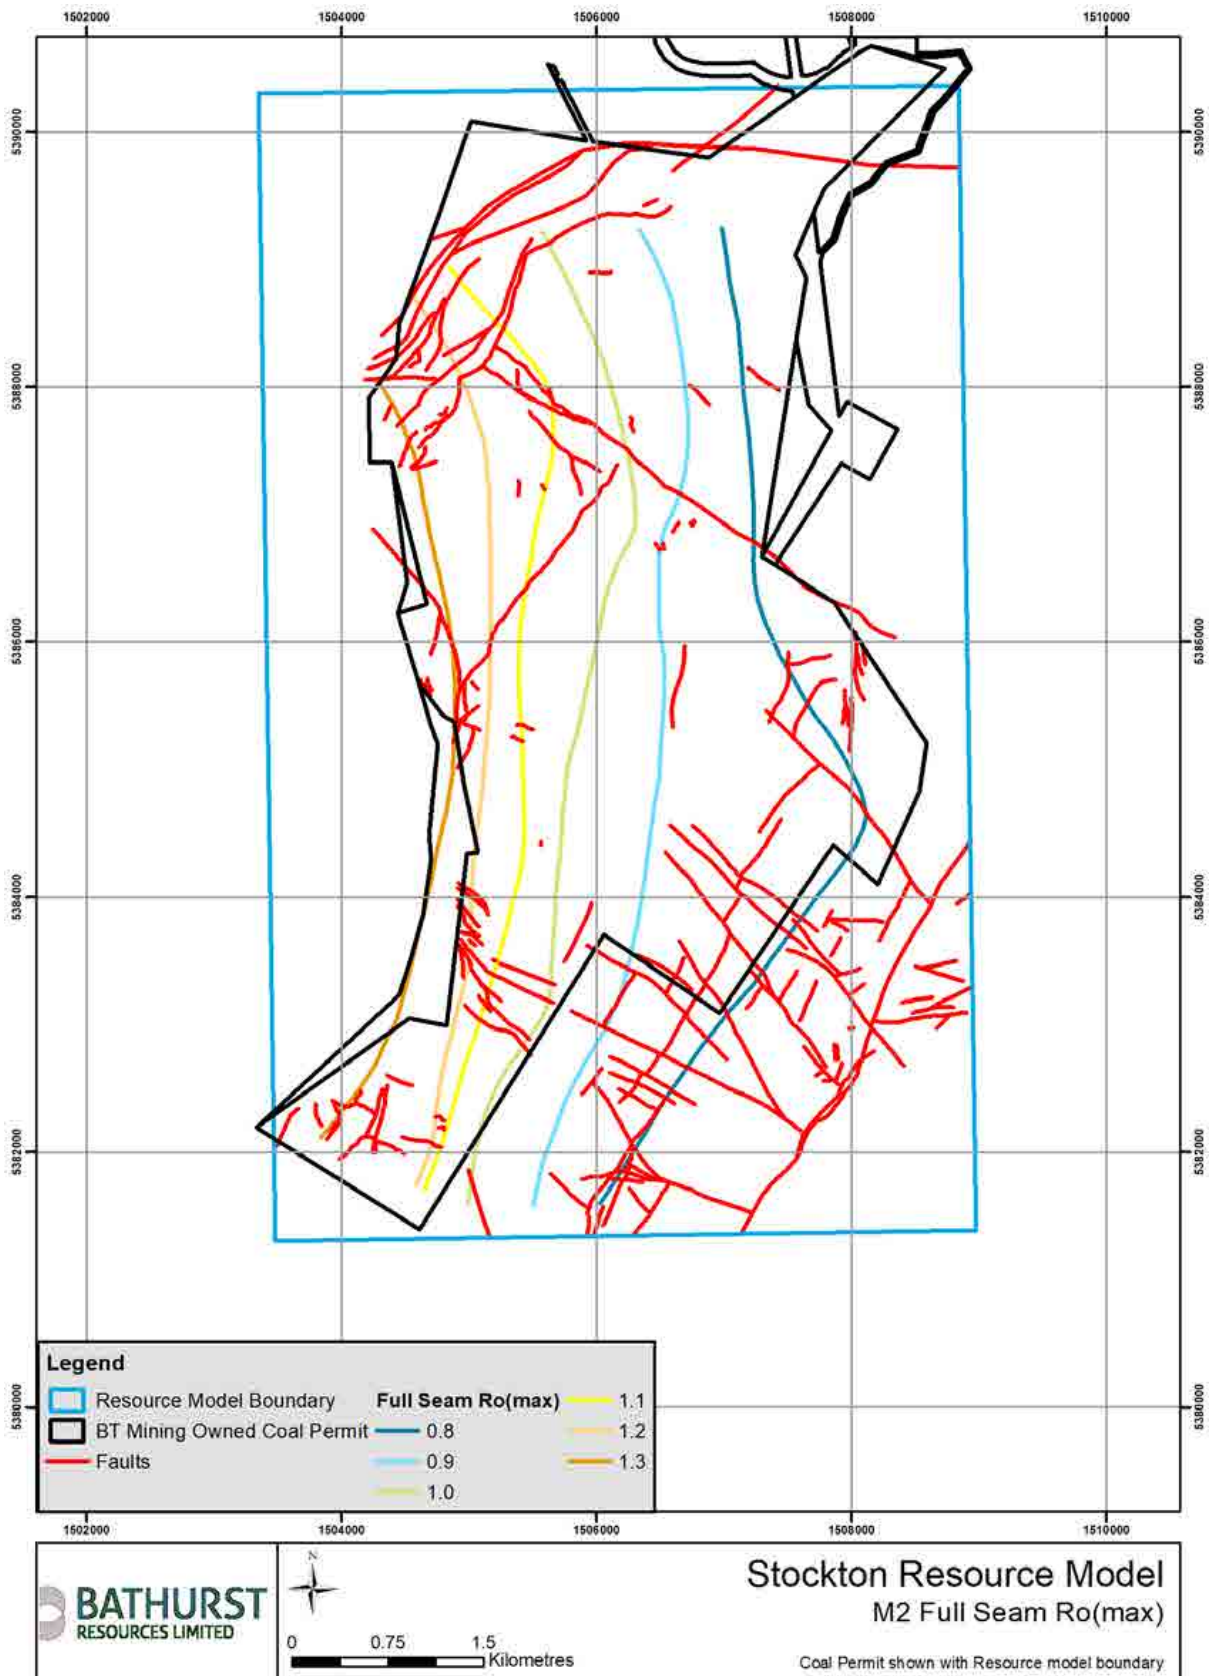 1502000 1504000 1506000 1508000 1510000
5390000 5390000
5388000 5388000
5386000 5386000
5384000 5384000
5382000 5382000
5380000 5380000
Legend
Resource Model Boundary
BT Mining Owned Coal Permit
Faults
Full Seam Ro(max)
0.8
0.9
1.0
1.1
1.2
1.3
1502000 1504000 1506000 1508000 1510000
BATHURST
RESOURCES LIMITED
N
0 0.75 1.5
Kilometres
Stockton Resource Model
M2 Full Seam Ro(max)
Coal Permit shown with Resource model boundary